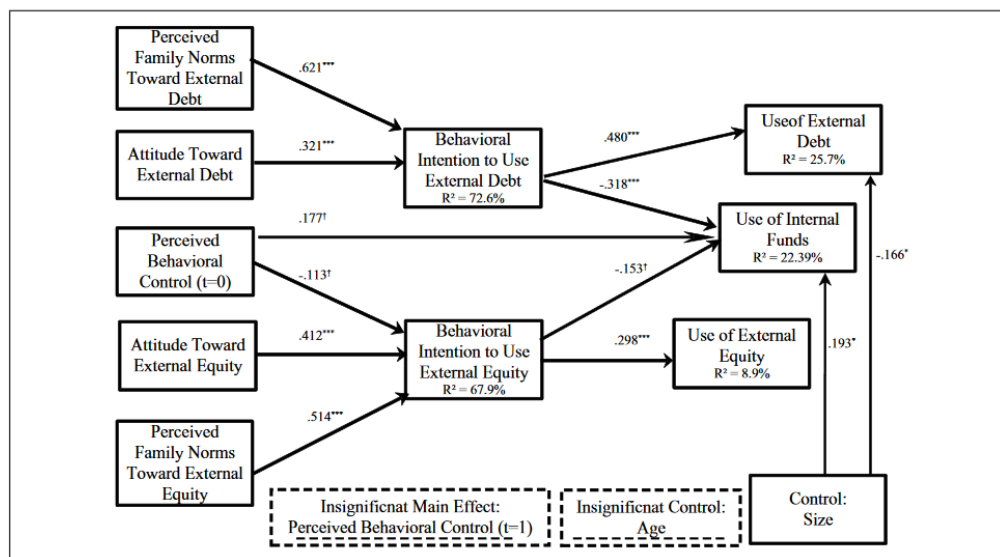 Perceived
Family Norms
Toward External
Debt
.621***
Attitude Toward
External Debt
.321***
Behavioral
Intention to Use
External Debt
R² = 72.6%
.480***
-.318***
Useof External
Debt
R² = 25.7%
.177†
Perceived
Behavioral
Control (t=0)
-.113†
Use of Internal
Funds
R² = 22.39%
-.153†
-.166*
.193*
Attitude Toward
External Equity
.412***
Behavioral
Intention to Use
External Equity
R² = 67.9%
.298***
Use of External
Equity
R² = 8.9%
Perceived
Family Norms
Toward External
Equity
.514***
Insignificnat Main Effect:
Perceived Behavioral Control (t=1)
Insignificnat Control:
Age
Control:
Size